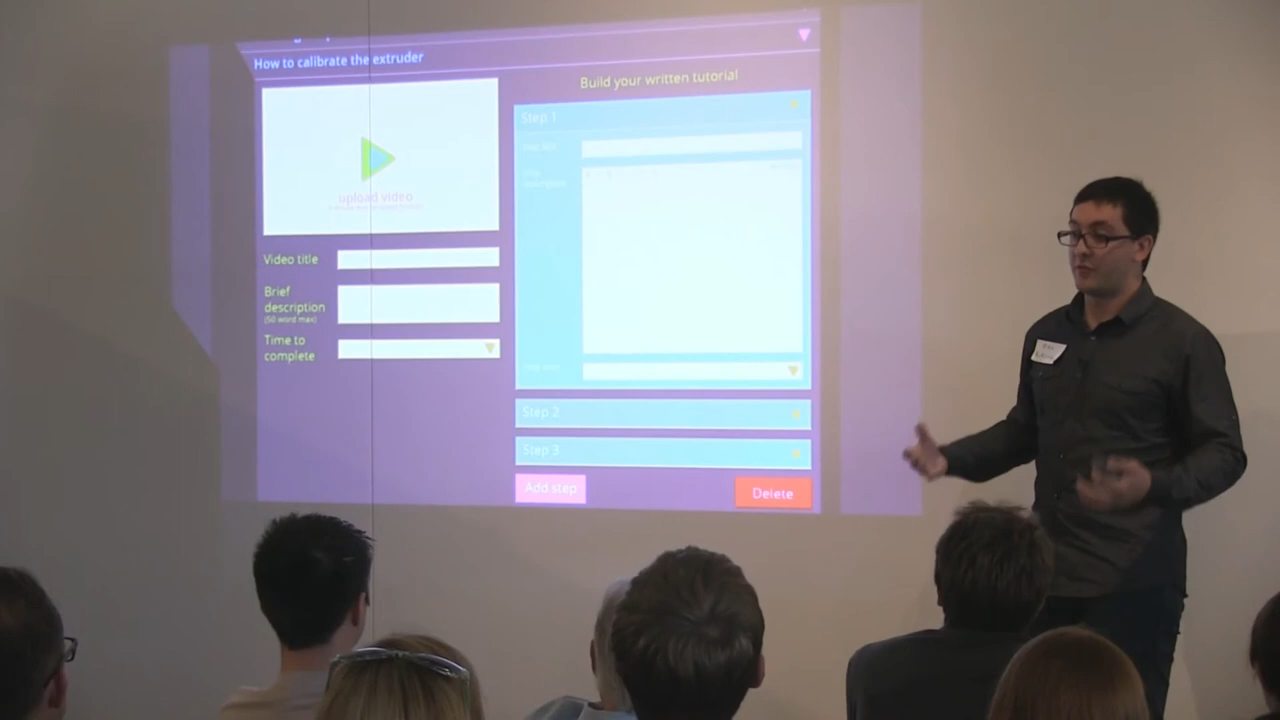 How to calibrate the extruder
Build your written tutorial
Step 1
upload video
Video title
Brief
description
(50 word max)
Time to
complete
Step 2
Step 3
Add step
Delete